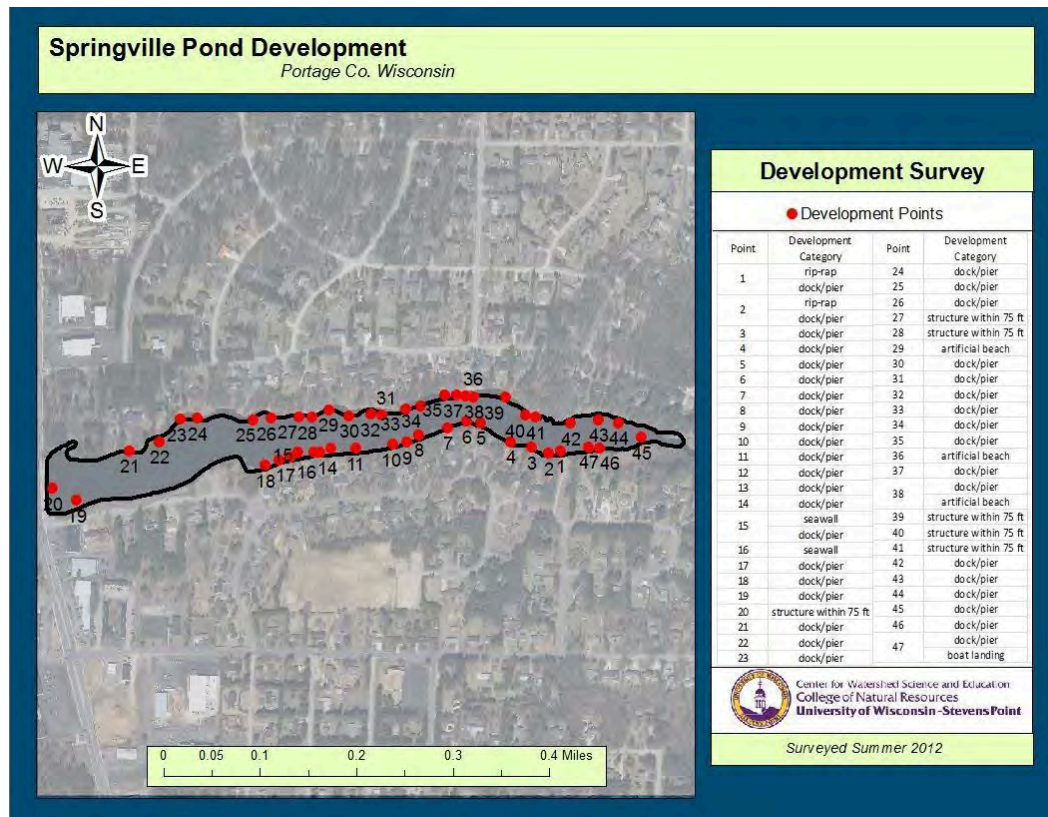 Springville Pond Development
Portage Co. Wisconsin
N
W E
S
36
31 35 37 38 39
23 24 25 26 27 28 29 30 32 33 34 40 41 42 43 44
21 22 7 6 5 45
18 17 15 16 14 11 10 9 8 4 3 2 1 47 46
20 19
0 0.05 0.1 0.2 0.3 0.4 Miles
Development Survey
Development Points
Point Development Category Point Development Category
1 rip-rap 24 dock/pier
dock/pier 25 dock/pier
2 rip-rap 26 dock/pier
dock/pier 27 structure within 75 ft
3 dock/pier 28 structure within 75 ft
4 dock/pier 29 artificial beach
5 dock/pier 30 dock/pier
6 dock/pier 31 dock/pier
7 dock/pier 32 dock/pier
8 dock/pier 33 dock/pier
9 dock/pier 34 dock/pier
10 dock/pier 35 dock/pier
11 dock/pier 36 artificial beach
12 dock/pier 37 dock/pier
13 dock/pier 38 dock/pier
14 dock/pier artificial beach
15 seawall 39 structure within 75 ft
dock/pier 40 structure within 75 ft
16 seawall 41 structure within 75 ft
17 dock/pier 42 dock/pier
18 dock/pier 43 dock/pier
19 dock/pier 44 dock/pier
20 structure within 75 ft 45 dock/pier
21 dock/pier 46 dock/pier
22 dock/pier 47 dock/pier
23 dock/pier boat landing
Center for Watershed Science and Education
College of Natural Resources
University of Wisconsin-Stevens Point
Surveyed Summer 2012